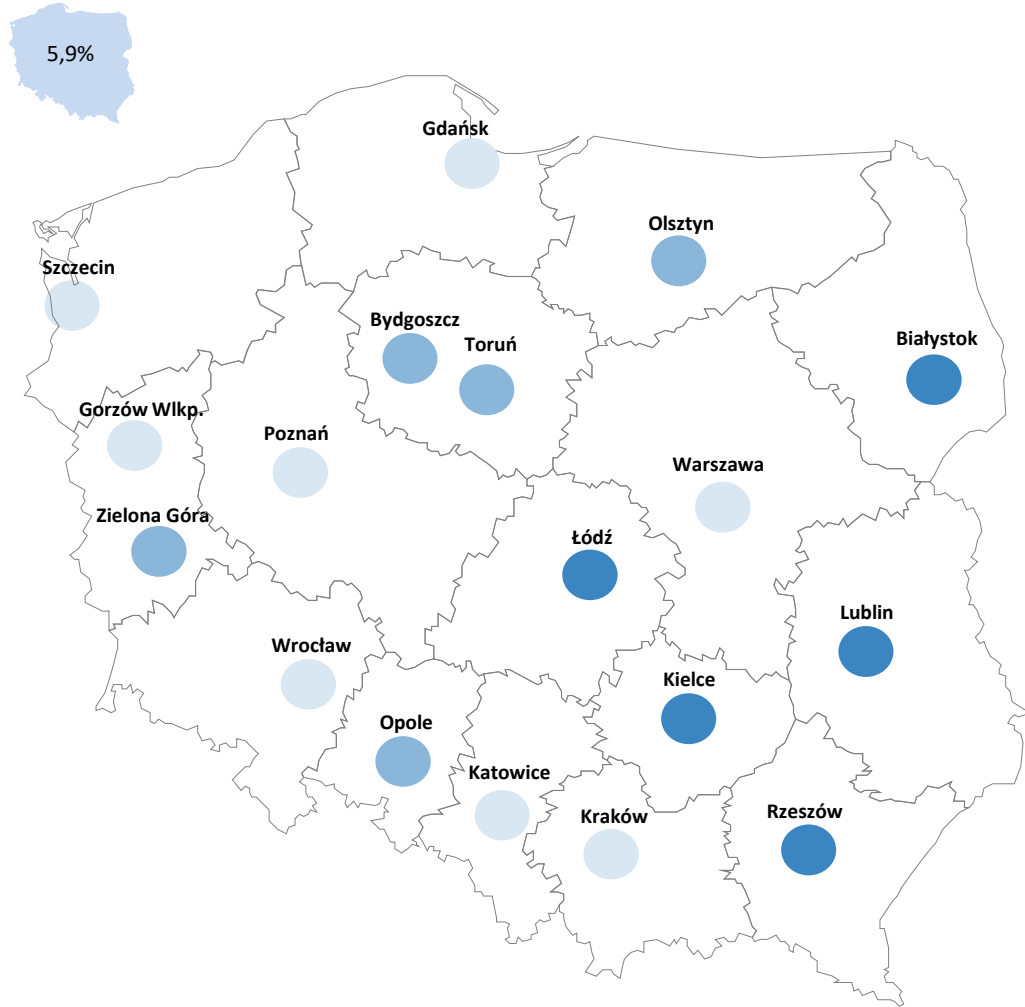 5,9%
Gdańsk
Olsztyn
Szczecin
Bydgoszcz
Toruń
Białystok
Gorzów Wlkp.
Poznań
Warszawa
Zielona Góra
Łódź
Lublin
Wrocław
Kielce
Opole
Katowice
Kraków
Rzeszów